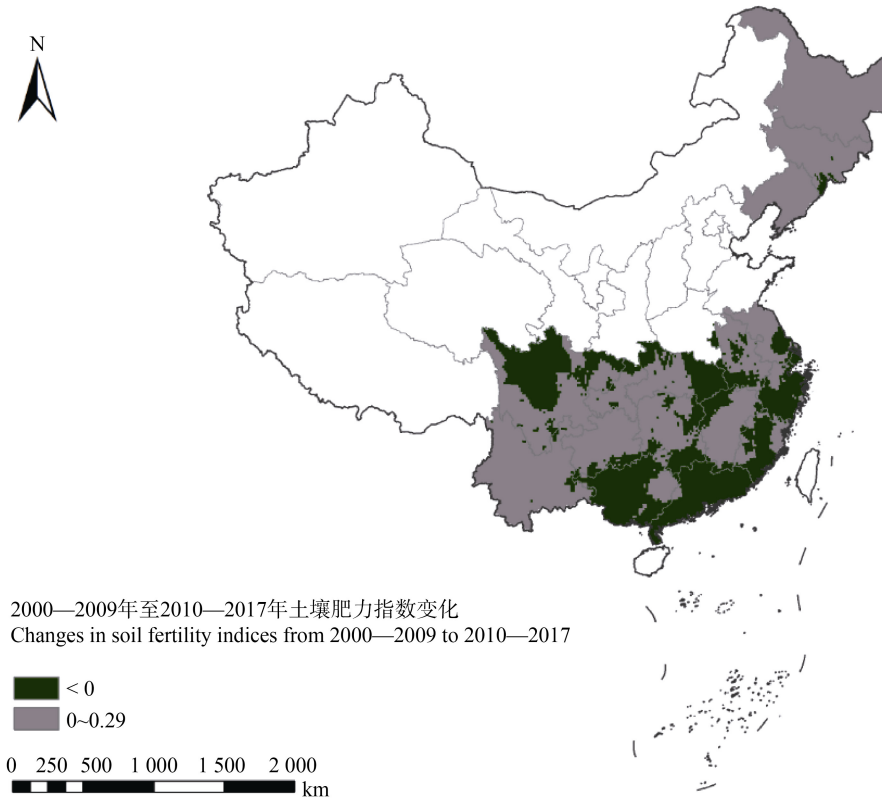 N
2000—2009年至2010—2017年土壤肥力指数变化
Changes in soil fertility indices from 2000—2009 to 2010—2017
< 0
0~0.29
0 250 500 1 000 1 500 2 000
km